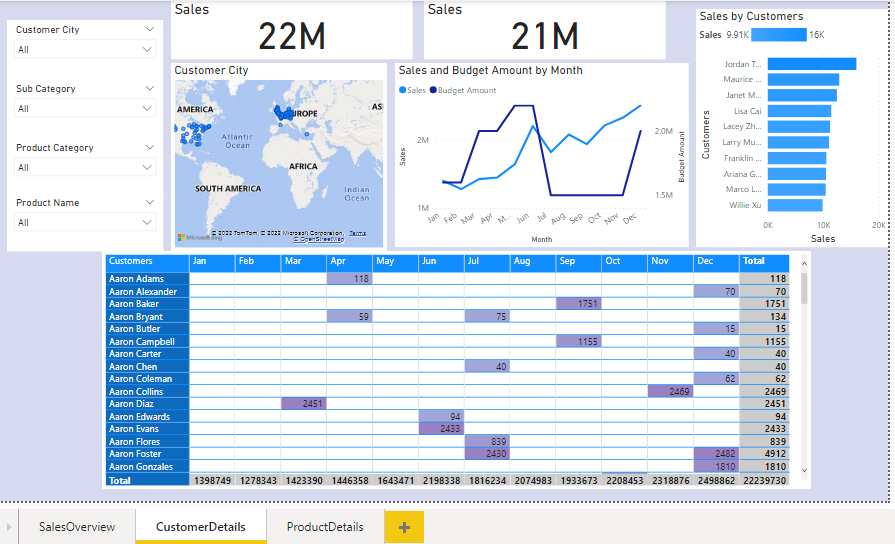 Customer City
All
Sub Category
All
Product Category
All
Product Name
All
Sales
22M
Sales
21M
Customer City
AMERICA
EUROPE
AS
Atlantic
Ocean
AFRICA
SOUTH AMERICA
Indian
Ocean
Microsoft Bing
© 2022 TomTom, © 2022 Microsoft Corporation, Terms
© OpenStreetMap
Sales and Budget Amount by Month
Sales Budget Amount
Sales
2M
1M
2.0M
1.5M
Budget Amount
Jan Feb Mar Apr M... Jun Jul Aug Sep Oct Nov Dec
Month
Sales by Customers
Sales 9.91K 16K
Customers
Jordan T...
Maurice ...
Janet M...
Lisa Cai
Lacey Zh...
Larry Mu...
Franklin ...
Ariana G...
Marco L...
Willie Xu
0K 10K 20K
Sales
Customers Jan Feb Mar Apr May Jun Jul Aug Sep Oct Nov Dec Total
Aaron Adams 118 118
Aaron Alexander 70 70
Aaron Baker 1751 1751
Aaron Bryant 59 75 134
Aaron Butler 15 15
Aaron Campbell 1155 1155
Aaron Carter 40 40
Aaron Chen 40 40
Aaron Coleman 62 62
Aaron Collins 2469 2469
Aaron Diaz 2451 2451
Aaron Edwards 94 94
Aaron Evans 2433 2433
Aaron Flores 839 839
Aaron Foster 2430 2482 4912
Aaron Gonzales 1810 1810
Total 1398749 1278343 1423390 1446358 1643471 2198338 1816234 2074983 1933673 2208453 2318876 2498862 22239730
SalesOverview CustomerDetails ProductDetails +